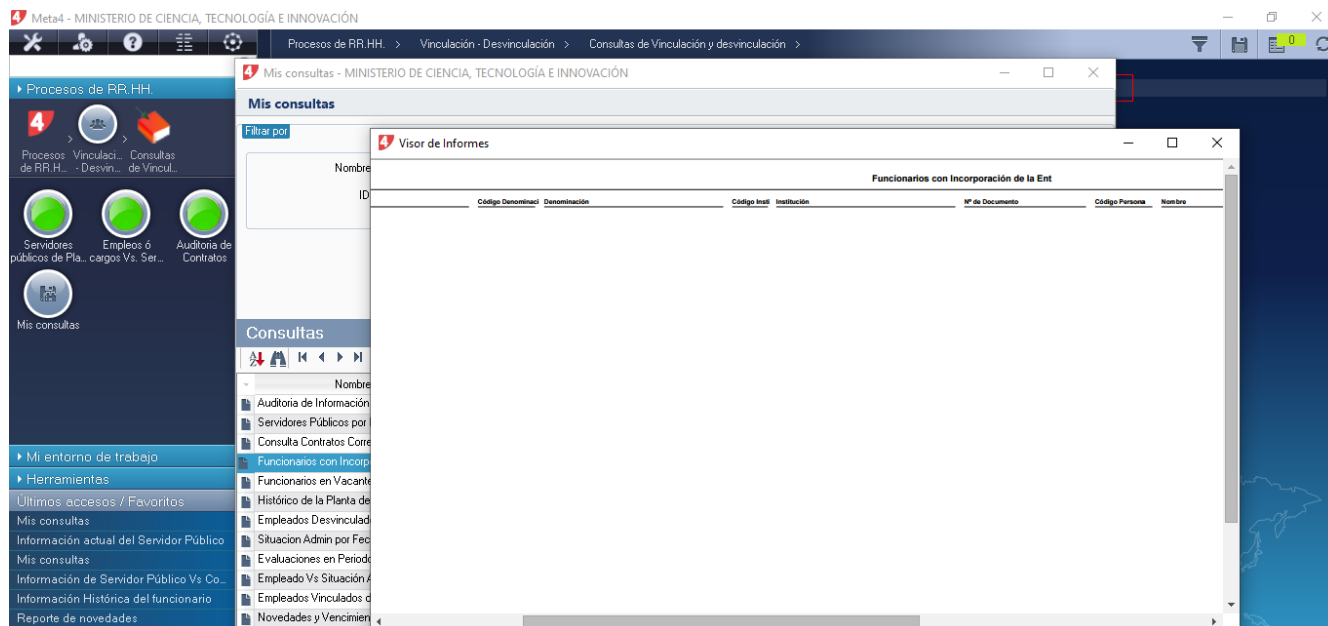 Meta4 - MINISTERIO DE CIENCIA, TECNOLOGÍA E INNOVACIÓN
Procesos de RR.HH. > Vinculación - Desvinculación > Consultas de Vinculación y desvinculación >
0
Procesos de RR.HH.
Procesos de RR.H... Vinculaci... - Desvin... Consultas de Vincul...
Servidores públicos de Pla... Empleos ó cargos Vs. Ser... Auditoria de Contratos
Mis consultas
Mi entorno de trabajo
Herramientas
Últimos accesos / Favoritos
Mis consultas
Información actual del Servidor Público
Mis consultas
Información de Servidor Público Vs Co...
Información Histórica del funcionario
Reporte de novedades
Mis consultas - MINISTERIO DE CIENCIA, TECNOLOGÍA E INNOVACIÓN
Mis consultas
Filtrar por
Nombre
ID
Consultas
Nombre
Auditoria de Información
Servidores Públicos por
Consulta Contratos Corre
Funcionarios con Incorp
Funcionarios en Vacante
Histórico de la Planta de
Empleados Desvinculad
Situacion Admin por Fec
Evaluaciones en Periodo
Empleado Vs Situación A
Empleados Vinculados d
Novedades y Vencimien
Visor de Informes
Funcionarios con Incorporación de la Ent
Código Denominaci Denominación Código Insti Institución Nº de Documento Código Persona Nombre